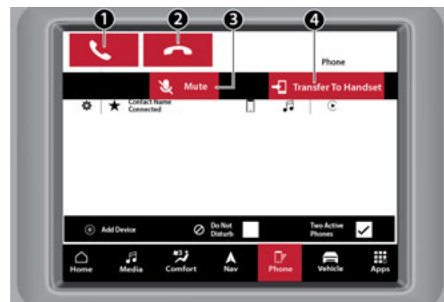 1
2
3
4
Phone
Mute
Transfer To Handset
Contact Name
Connected
Add Device
Do Not
Disturb
Two Active
Phones
Home
Media
Comfort
Nav
Phone
Vehicle
Apps